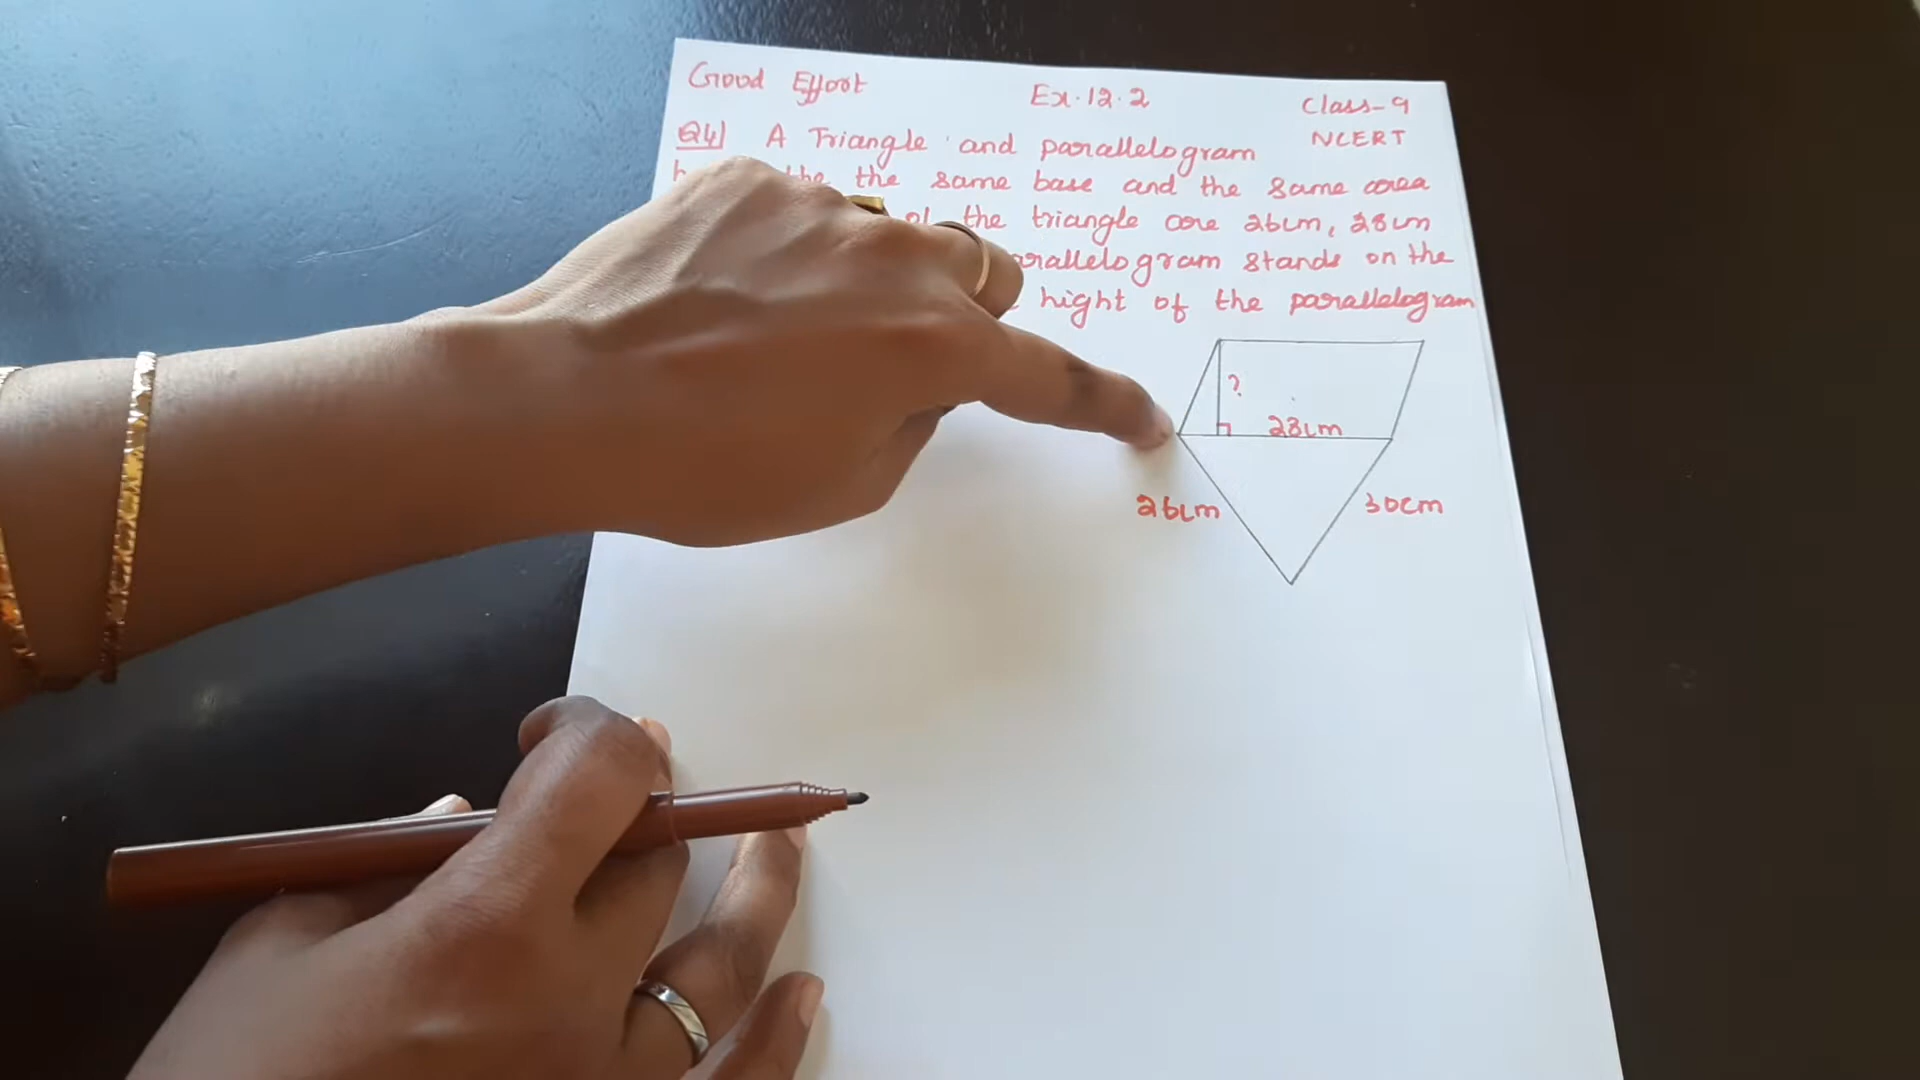 Good Effort
Ex. 12.2
Class-9
NCERT
Q4] A Triangle and parallelogram
the the same base and the same area
of the triangle are 26cm, 28cm
stands on the
hight of the parallelogram
?
28cm
26cm
30cm